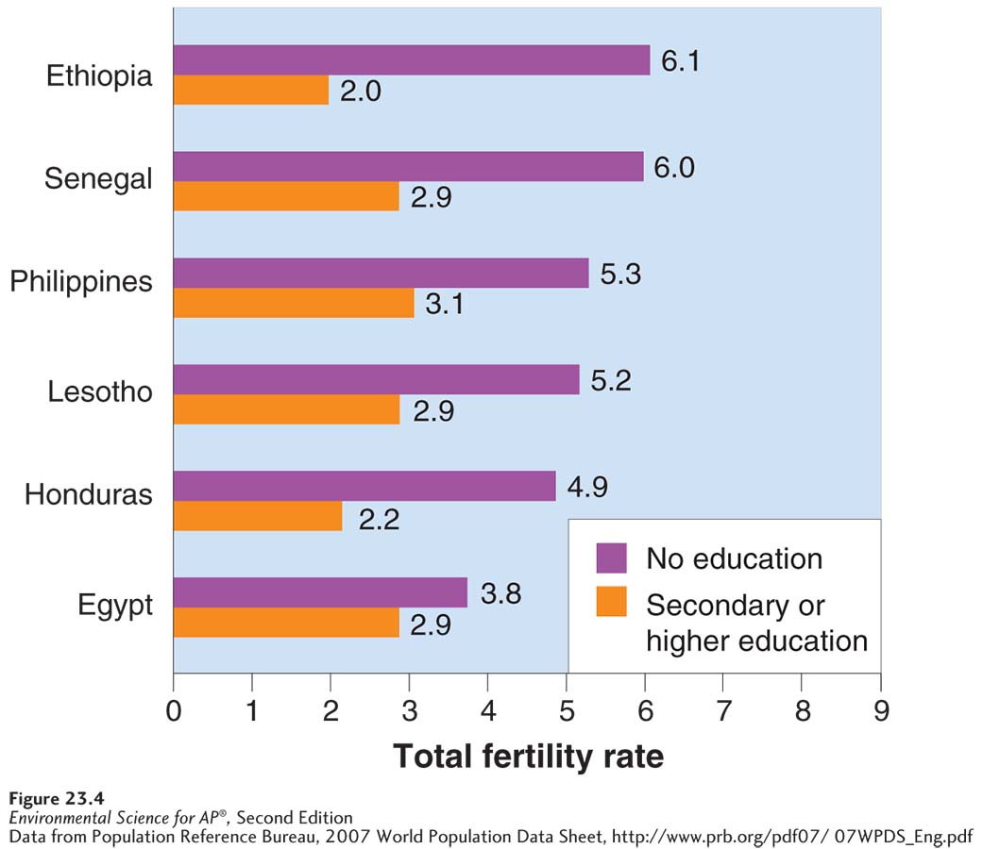 Ethiopia
6.1
2.0
Senegal
6.0
2.9
Philippines
5.3
3.1
Lesotho
5.2
2.9
Honduras
4.9
2.2
Egypt
3.8
2.9
No education
Secondary or
higher education
0 1 2 3 4 5 6 7 8 9
Total fertility rate
Figure 23.4
Environmental Science for AP®, Second Edition
Data from Population Reference Bureau, 2007 World Population Data Sheet, http://www.prb.org/pdf07/ 07WPDS_Eng.pdf